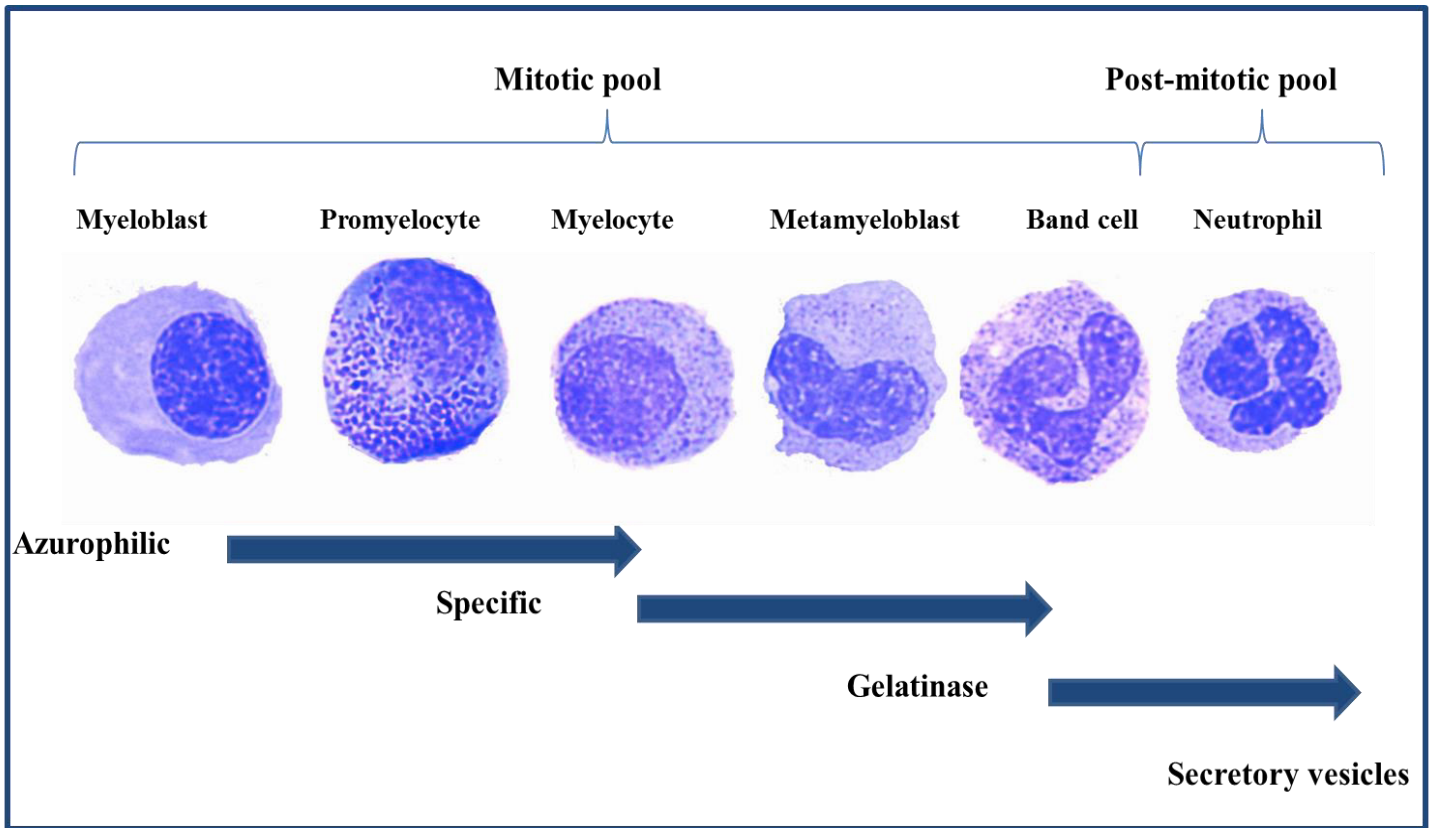 Mitotic pool
Post-mitotic pool
Myeloblast
Promyelocyte
Myelocyte
Metamyeloblast
Band cell
Neutrophil
Azurophilic
Specific
Gelatinase
Secretory vesicles